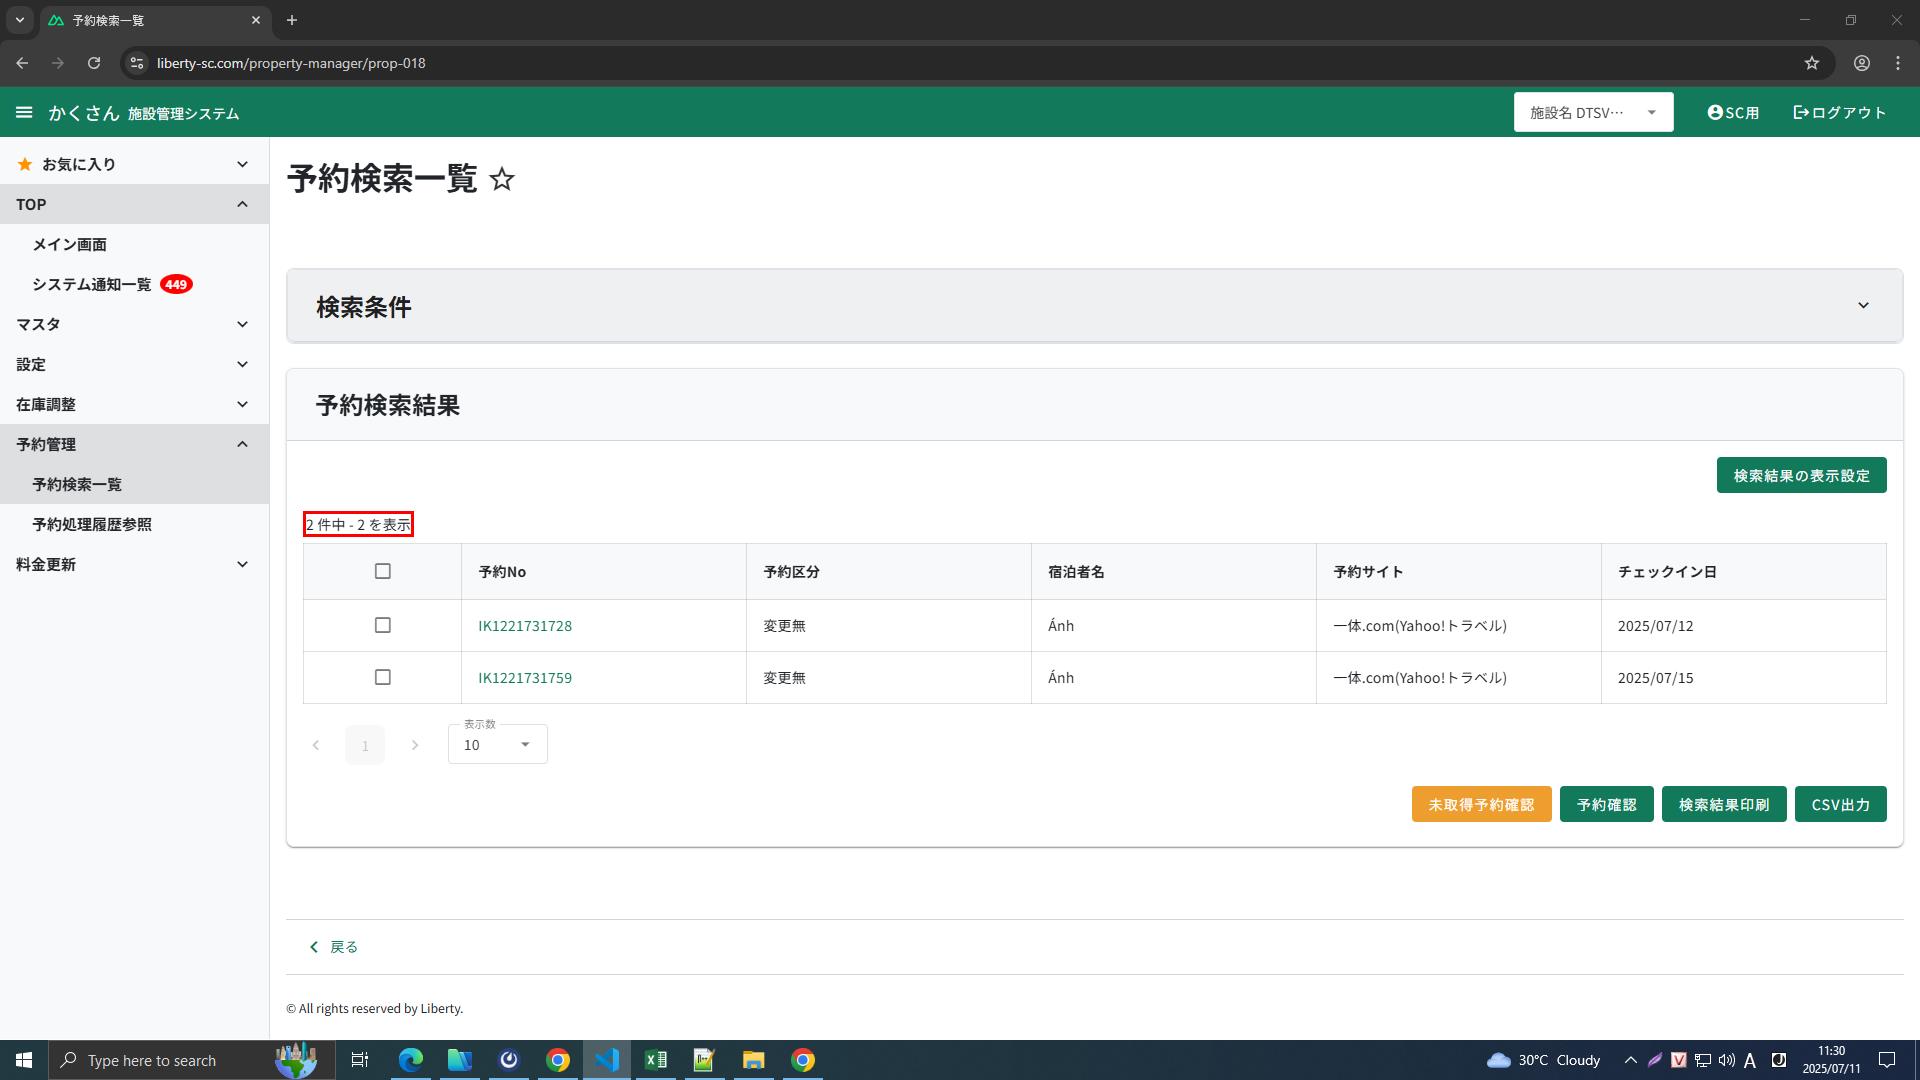 予約検索一覧
liberty-sc.com/property-manager/prop-018
かくさん 施設管理システム
施設名 DTSV…
SC用
ログアウト
お気に入り
TOP
メイン画面
システム通知一覧 449
マスタ
設定
在庫調整
予約管理
予約検索一覧
予約処理履歴参照
料金更新
予約検索一覧
検索条件
予約検索結果
検索結果の表示設定
2 件中 - 2 を表示
予約No 予約区分 宿泊者名 予約サイト チェックイン日
IK1221731728 変更無 Ánh 一体.com(Yahoo!トラベル) 2025/07/12
IK1221731759 変更無 Ánh 一体.com(Yahoo!トラベル) 2025/07/15
1
表示数
10
未取得予約確認 予約確認 検索結果印刷 CSV出力
戻る
© All rights reserved by Liberty.
Type here to search
30°C Cloudy
A
11:30
2025/07/11